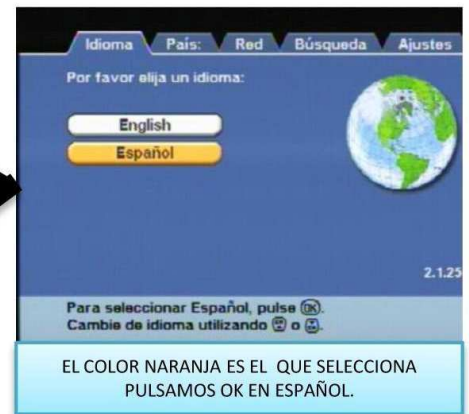 Idioma País: Red Búsqueda Ajustes
Por favor elija un idioma:
English
Español
2.1.25
Para seleccionar Español, pulse OK.
Cambie de idioma utilizando o .
EL COLOR NARANJA ES EL QUE SELECCIONA
PULSAMOS OK EN ESPAÑOL.